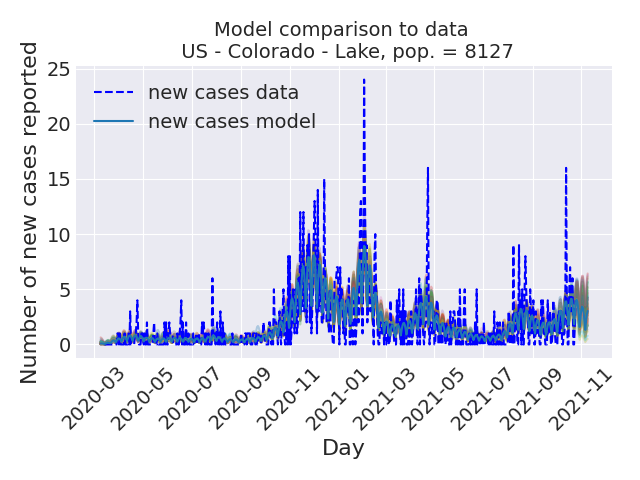 Model comparison to data
US - Colorado - Lake, pop. = 8127
Number of new cases reported
25
20
15
10
5
0
new cases data
new cases model
2020-03
2020-05
2020-07
2020-09
2020-11
2021-01
2021-03
2021-05
2021-07
2021-09
2021-11
Day